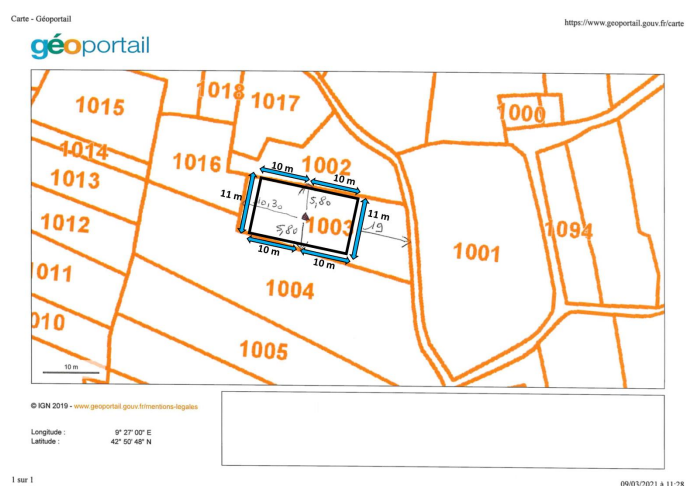 Carte - Géoportail
https://www.geoportail.gouv.fr/carte
géoportail
1018
1017
1015
1000
1014
1016
10 m
1002
1013
10 m
11 m
10,30
5,80
11 m
1012
5,80
1003
19
1094
1001
10 m
10 m
1011
1004
010
1005
10 m
© IGN 2019 - www.geoportail.gouv.fr/mentions-legales
Longitude : 9° 27' 00" E
Latitude : 42° 50' 48" N
1 sur 1
09/03/2021 à 11:28